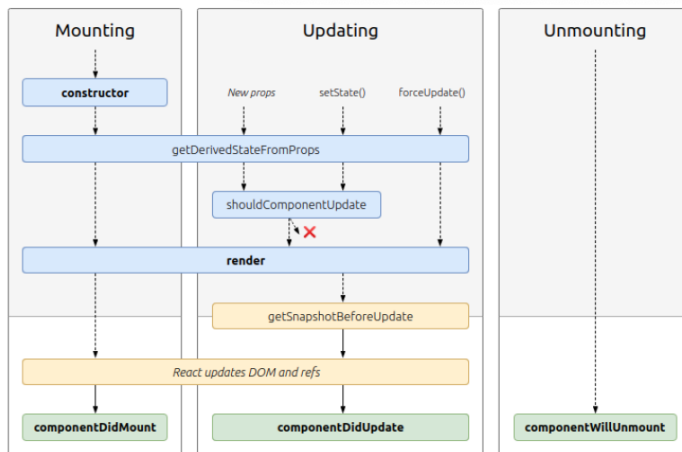 Mounting
Updating
Unmounting
constructor
New props
setState()
forceUpdate()
getDerivedStateFromProps
shouldComponentUpdate
render
getSnapshotBeforeUpdate
React updates DOM and refs
componentDidMount
componentDidUpdate
componentWillUnmount